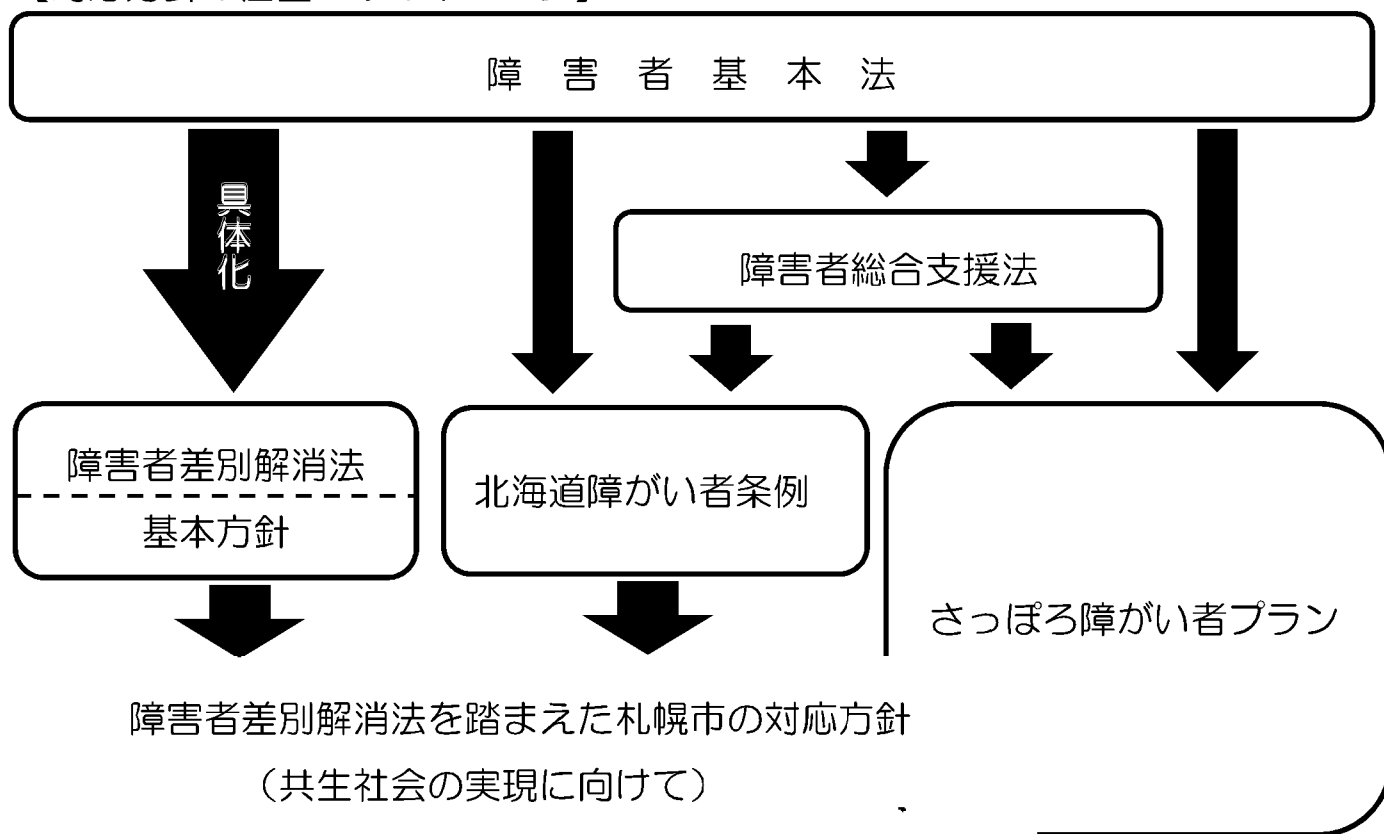 障害者基本法
具体化
障害者総合支援法
障害者差別解消法
基本方針
北海道障がい者条例
さっぽろ障がい者プラン
障害者差別解消法を踏まえた札幌市の対応方針
（共生社会の実現に向けて）